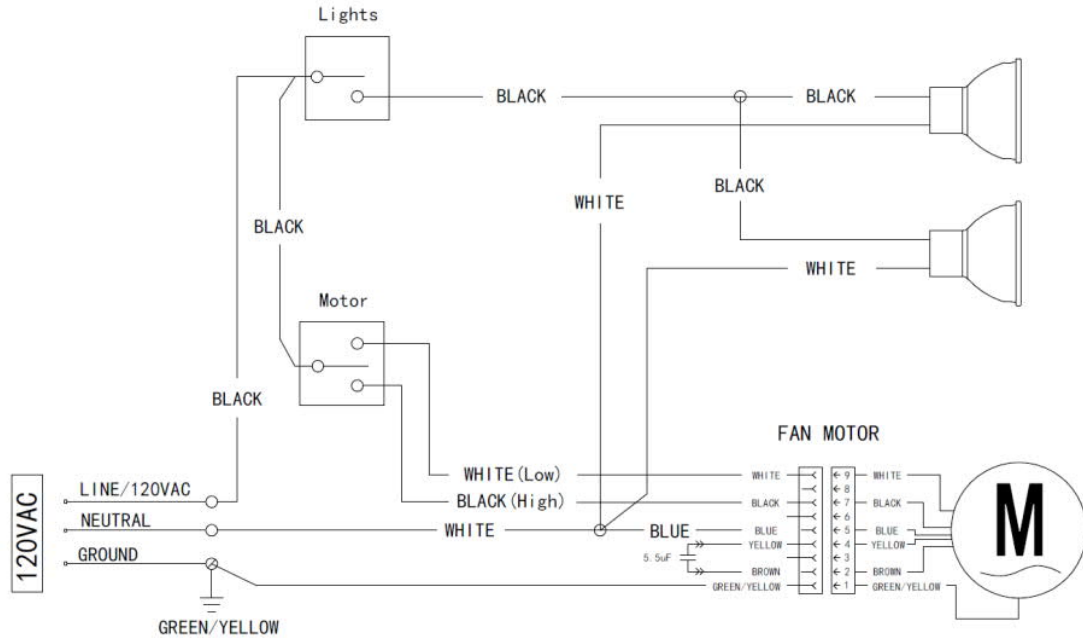 Lights
BLACK
BLACK
BLACK
WHITE
BLACK
WHITE
Motor
BLACK
FAN MOTOR
120VAC
LINE/120VAC
NEUTRAL
GROUND
GREEN/YELLOW
WHITE(Low)
BLACK(High)
WHITE
BLUE
5.5uF
WHITE
BLACK
BLUE
YELLOW
BROWN
GREEN/YELLOW
9
8
7
6
5
4
3
2
1
WHITE
BLACK
BLUE
YELLOW
BROWN
GREEN/YELLOW
M